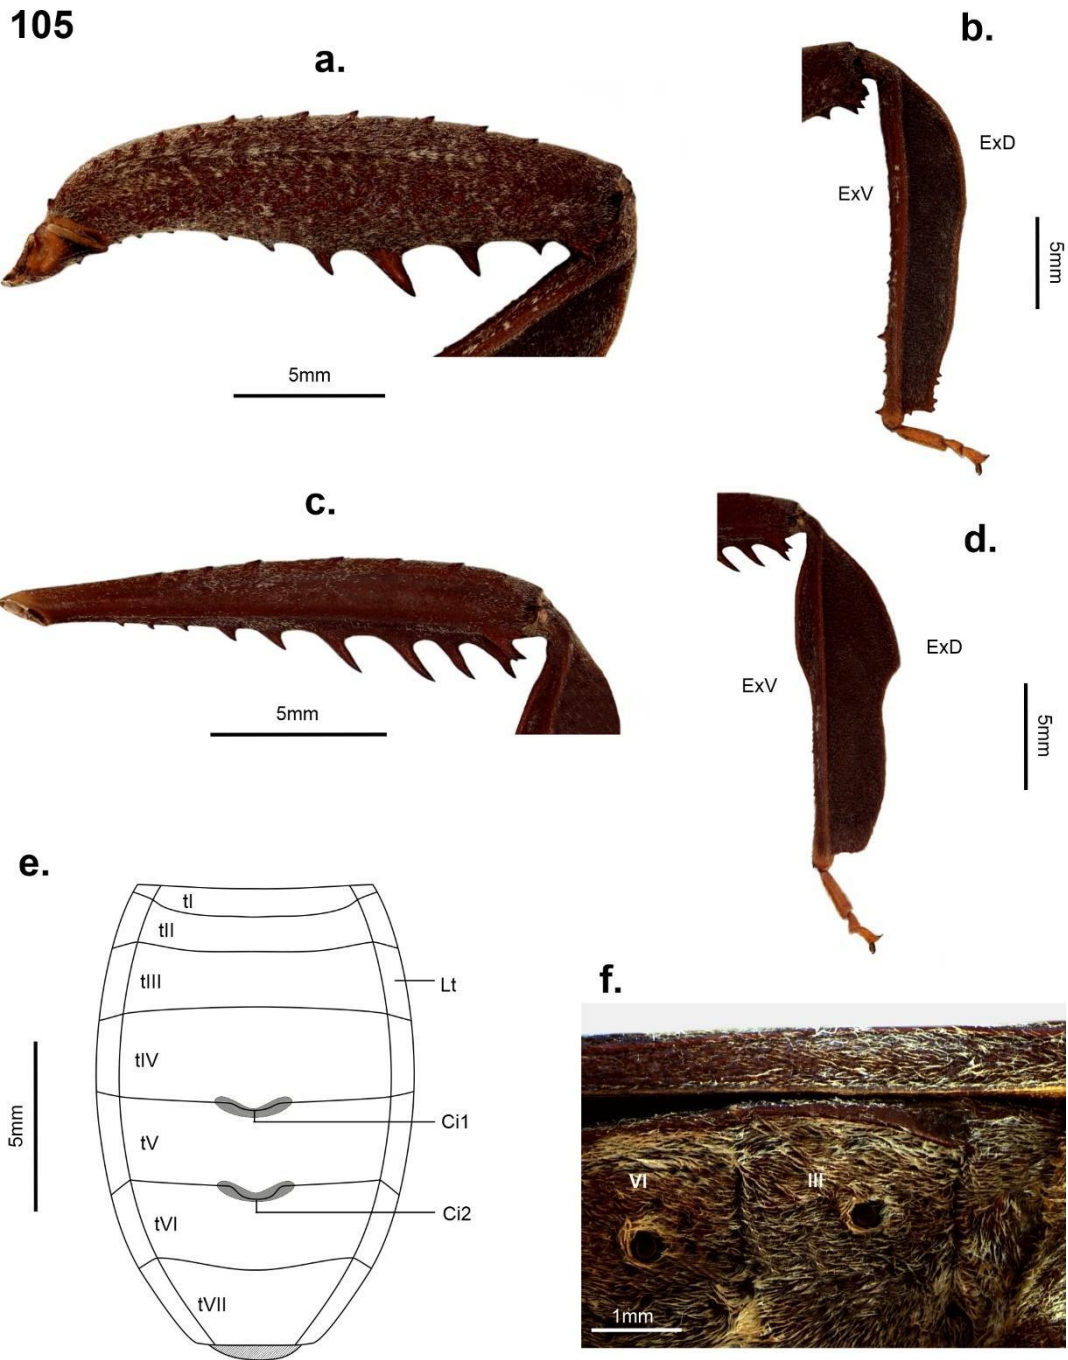 105
a.
5mm
b.
ExD
ExV
5mm
c.
5mm
d.
ExD
ExV
5mm
e.
tI
tII
tIII
Lt
tIV
Ci1
tV
Ci2
tVI
tVII
5mm
f.
VI
III
1mm